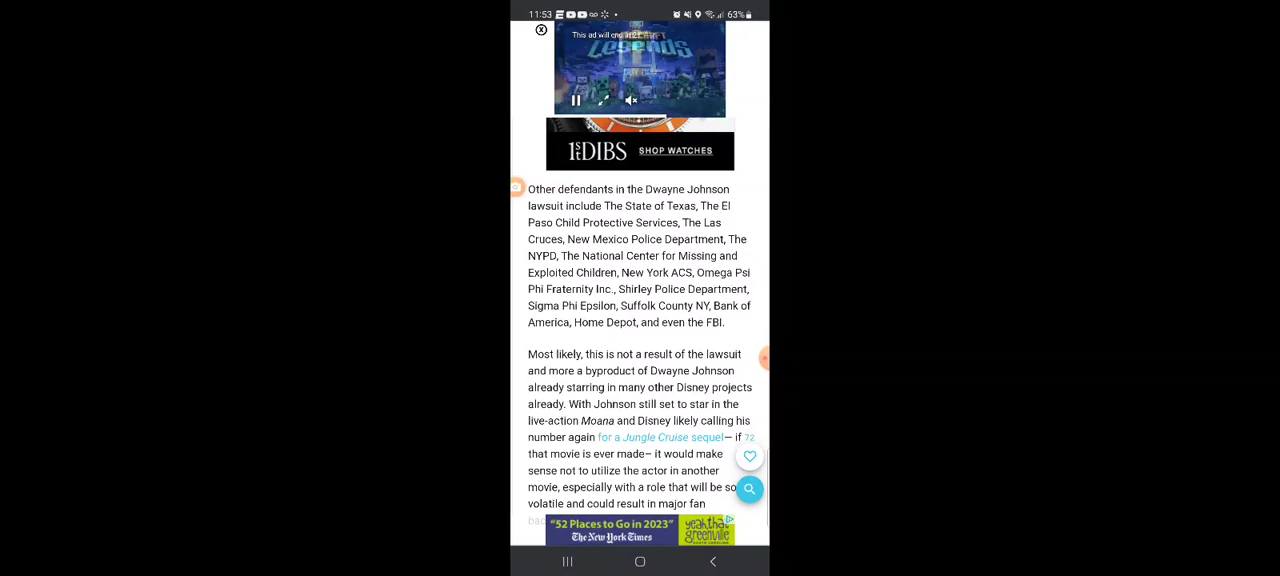 11:53
63%
This ad will end in 21
Legends
1stDIBS SHOP WATCHES
Other defendants in the Dwayne Johnson
lawsuit include The State of Texas, The El
Paso Child Protective Services, The Las
Cruces, New Mexico Police Department, The
NYPD, The National Center for Missing and
Exploited Children, New York ACS, Omega Psi
Phi Fraternity Inc., Shirley Police Department,
Sigma Phi Epsilon, Suffolk County NY, Bank of
America, Home Depot, and even the FBI.
Most likely, this is not a result of the lawsuit
and more a byproduct of Dwayne Johnson
already starring in many other Disney projects
already. With Johnson still set to star in the
live-action Moana and Disney likely calling his
number again for a Jungle Cruise sequel— if
72
that movie is ever made– it would make
sense not to utilize the actor in another
movie, especially with a role that will be so
volatile and could result in major fan
"52 Places to Go in 2023"
The New York Times
yeah, that
greenville
SOUTH CAROLINA